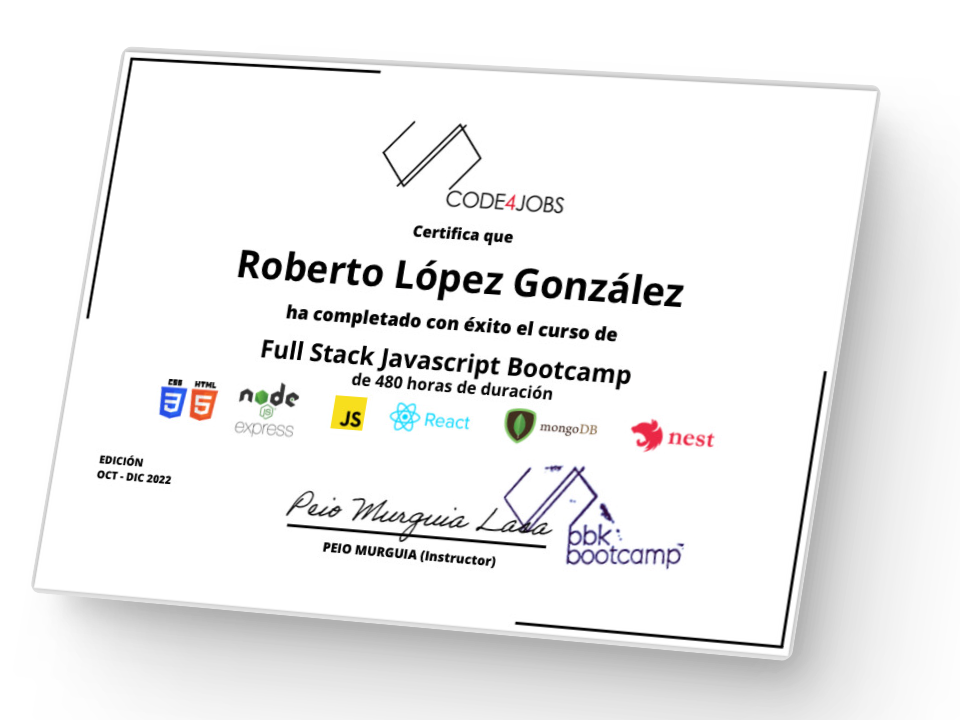 CODE4JOBS
Certifica que
Roberto López González
ha completado con éxito el curso de
Full Stack Javascript Bootcamp
de 480 horas de duración
CSS HTML node JS React mongoDB nest
3 5 JS
express
EDICIÓN
OCT - DIC 2022
Peio Murguia Lasa
PEIO MURGUIA (Instructor)
bbk
bootcamp